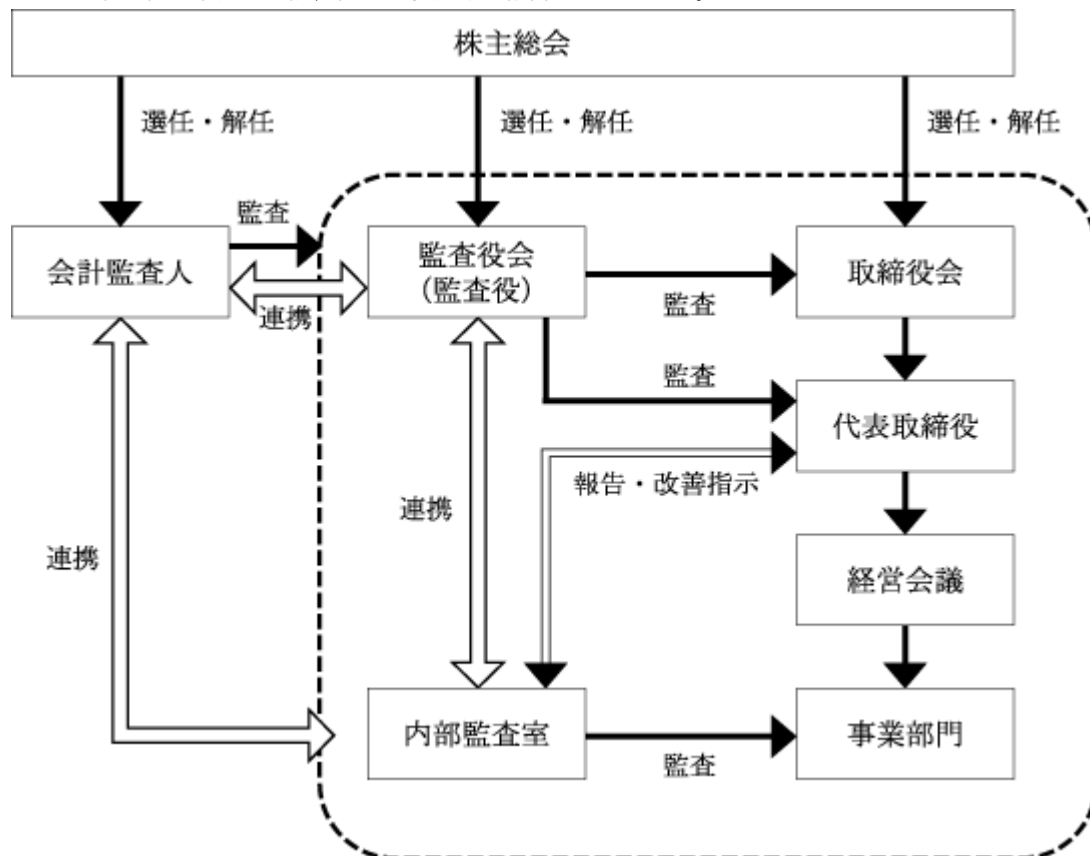 株主総会
選任・解任
選任・解任
選任・解任
監査
会計監査人
監査役会
(監査役)
取締役会
連携
監査
監査
代表取締役
報告・改善指示
連携
連携
経営会議
内部監査室
事業部門
監査